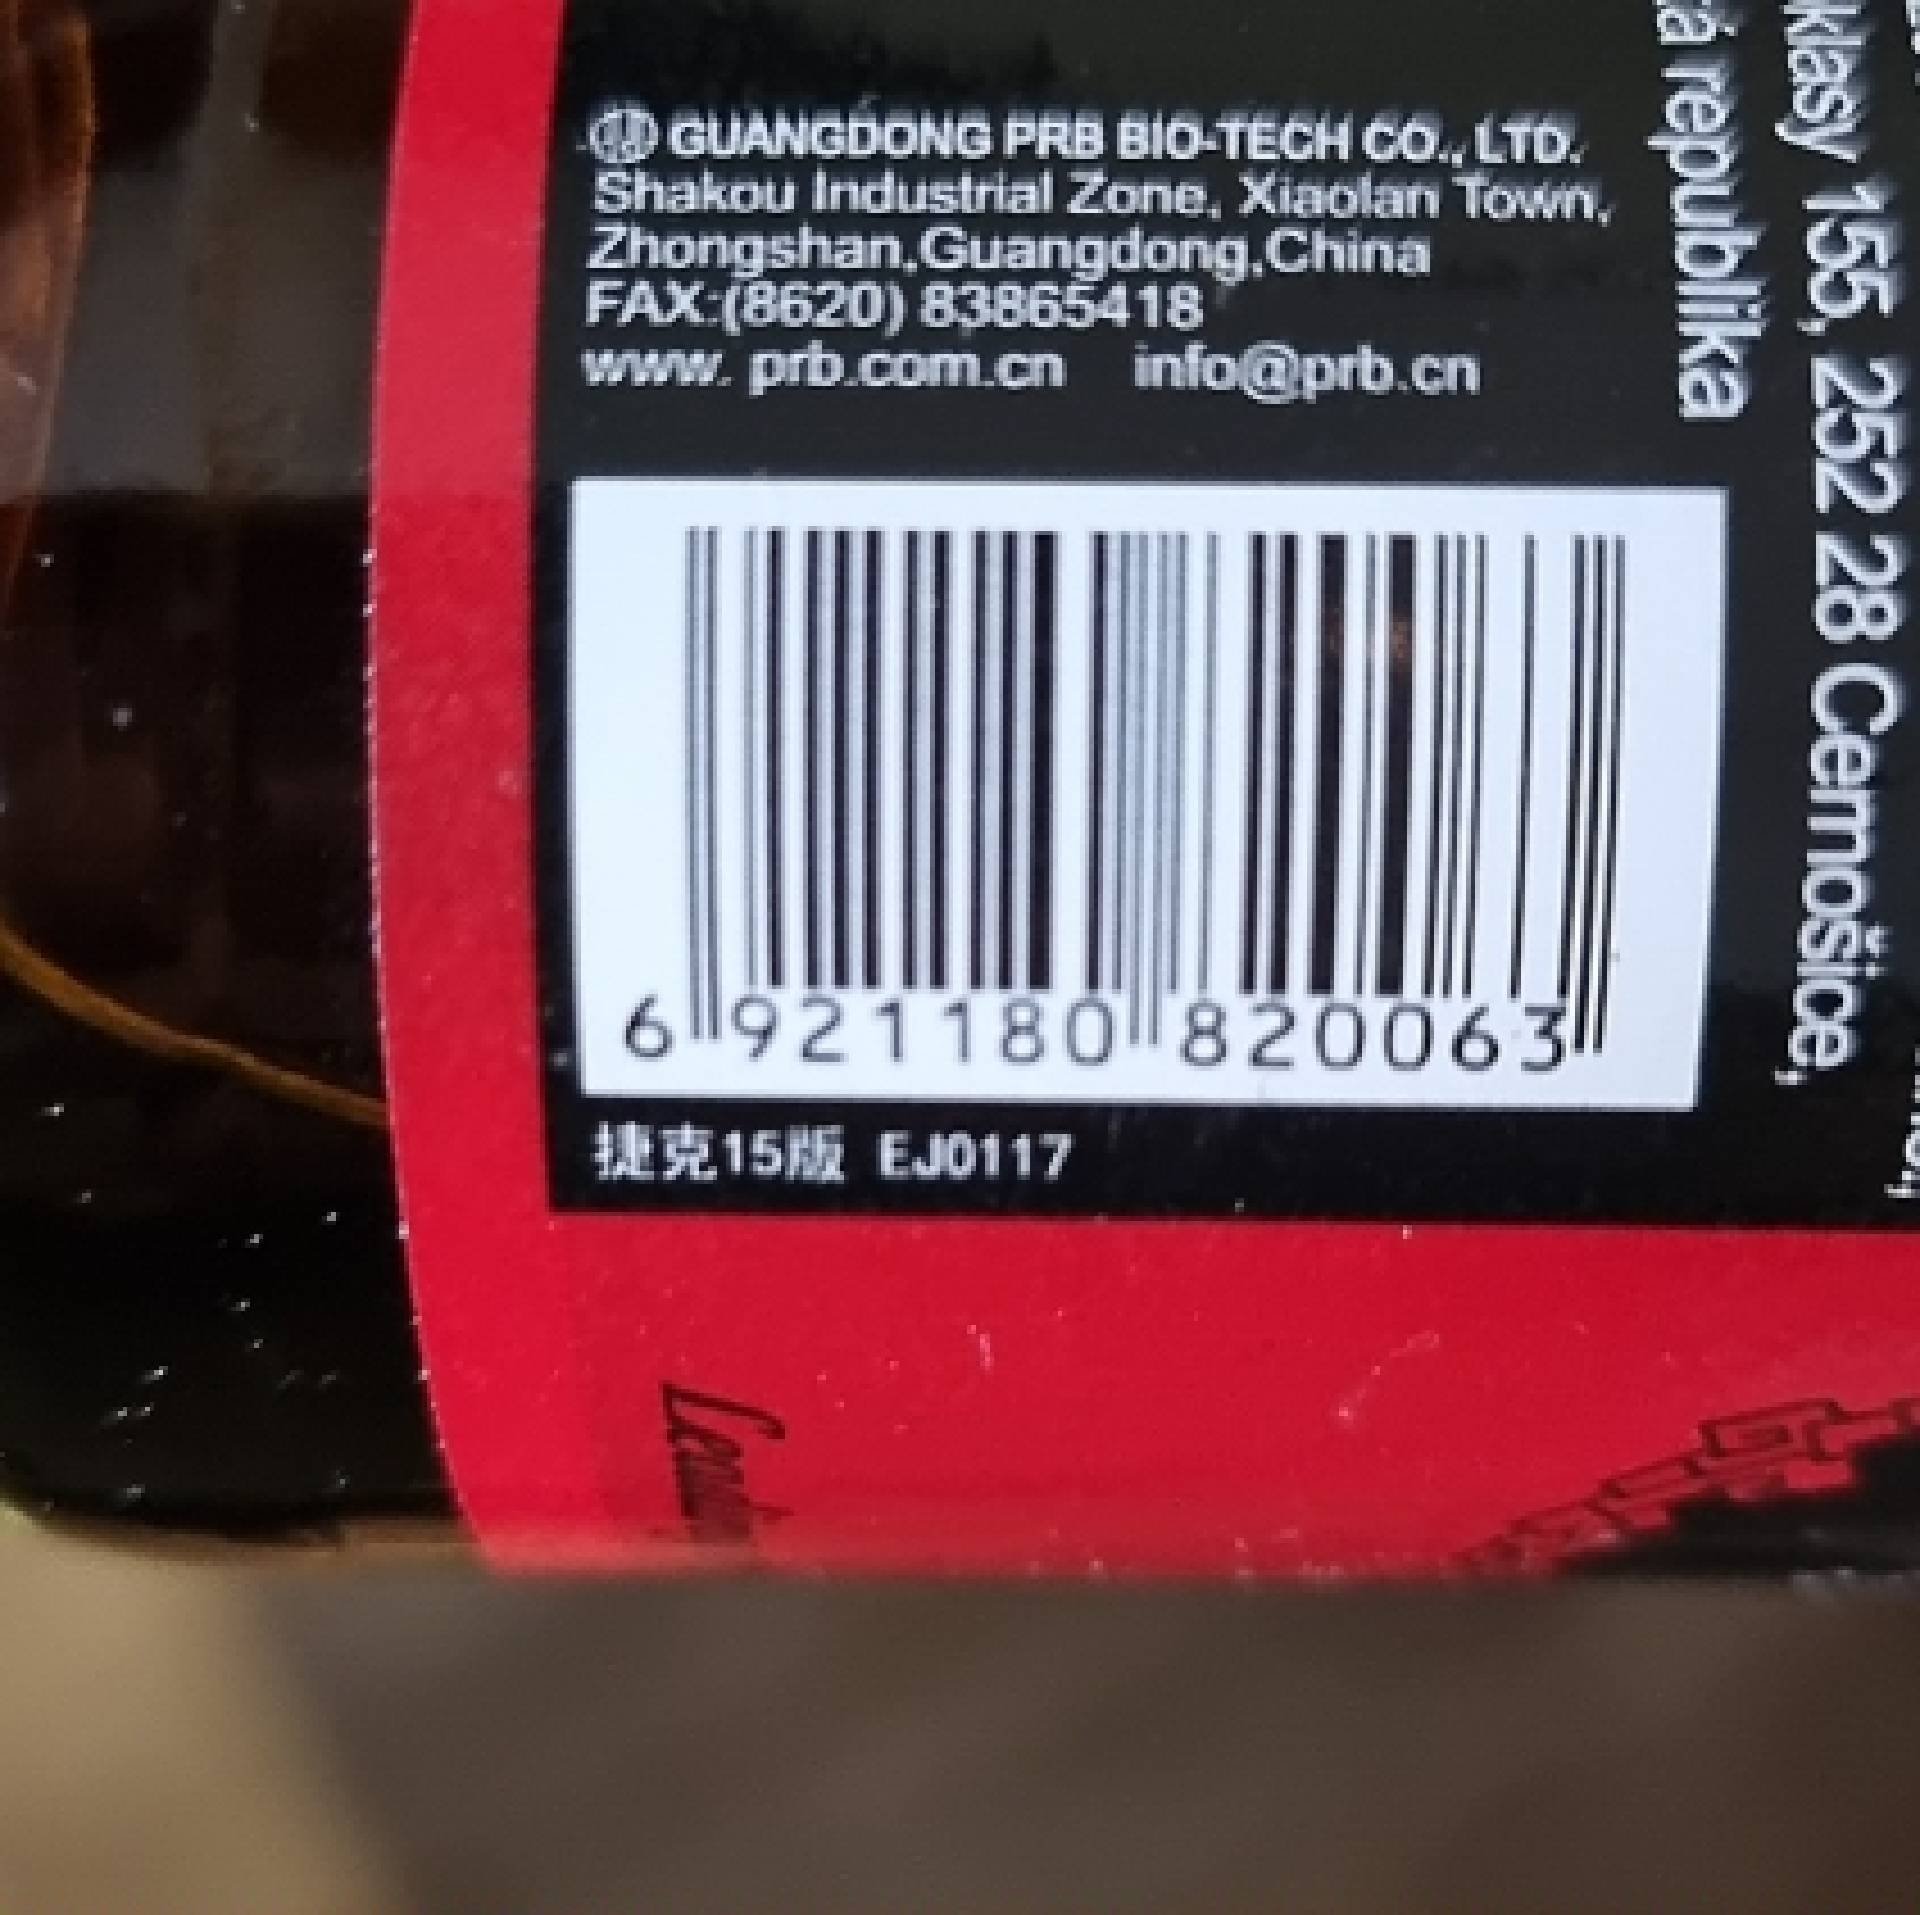 GUANGDONG PRB BIO-TECH CO., LTD.
Shakou Industrial Zone, Xiaolan Town,
Zhongshan,Guangdong,China
FAX:(8620) 83865418
www. prb.com.cn info@prb.cn
6 921180 820063
捷克15版 EJ0117
155, 252 28 Černošice,
republika